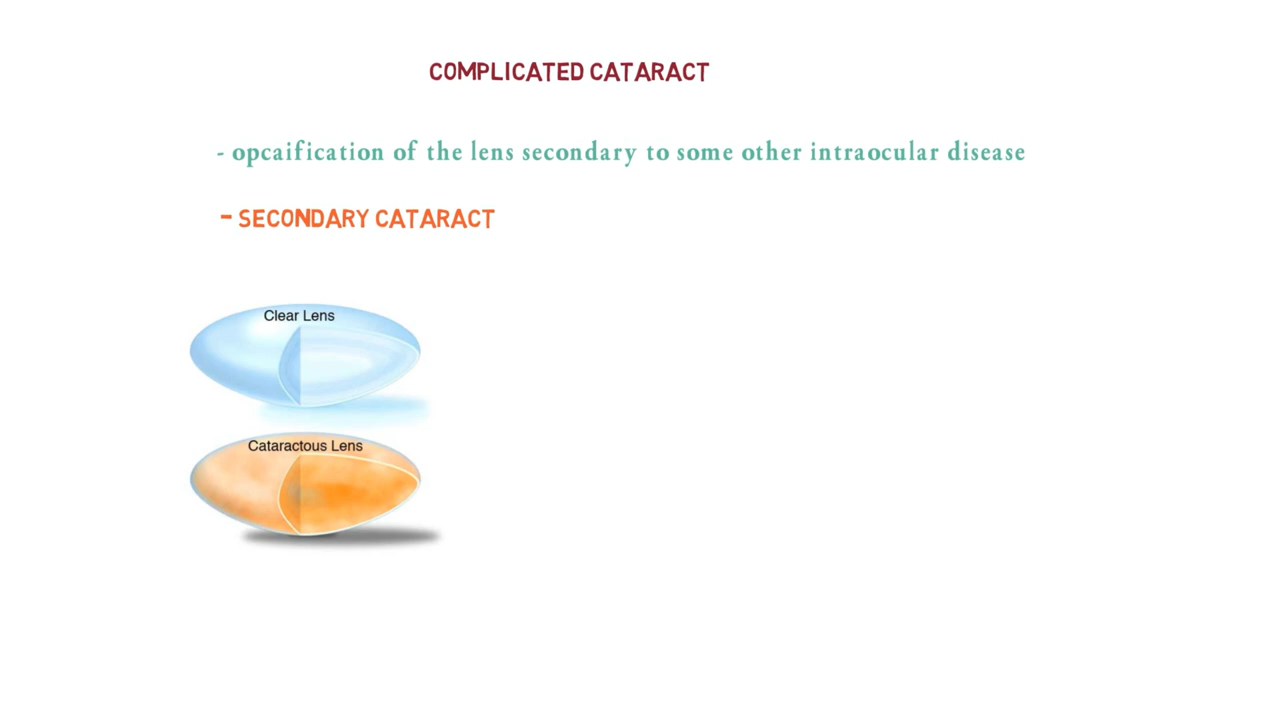 COMPLICATED CATARACT
- opcaification of the lens secondary to some other intraocular disease
- SECONDARY CATARACT
Clear Lens
Cataractous Lens